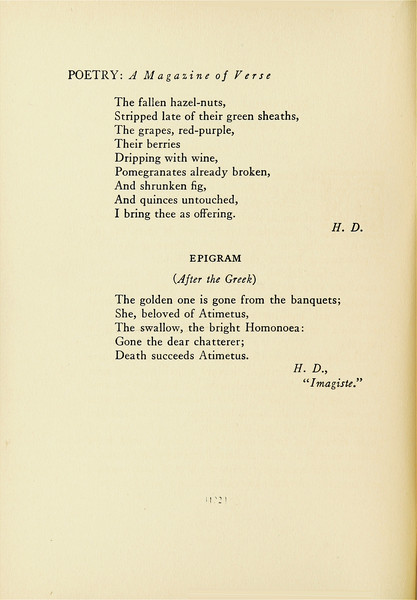 POETRY: A Magazine of Verse
The fallen hazel-nuts,
Stripped late of their green sheaths,
The grapes, red-purple,
Their berries
Dripping with wine,
Pomegranates already broken,
And shrunken fig,
And quinces untouched,
I bring thee as offering.
H. D.
EPIGRAM
(After the Greek)
The golden one is gone from the banquets;
She, beloved of Atimetus,
The swallow, the bright Homonoea:
Gone the dear chatterer;
Death succeeds Atimetus.
H. D.,
"Imagiste."